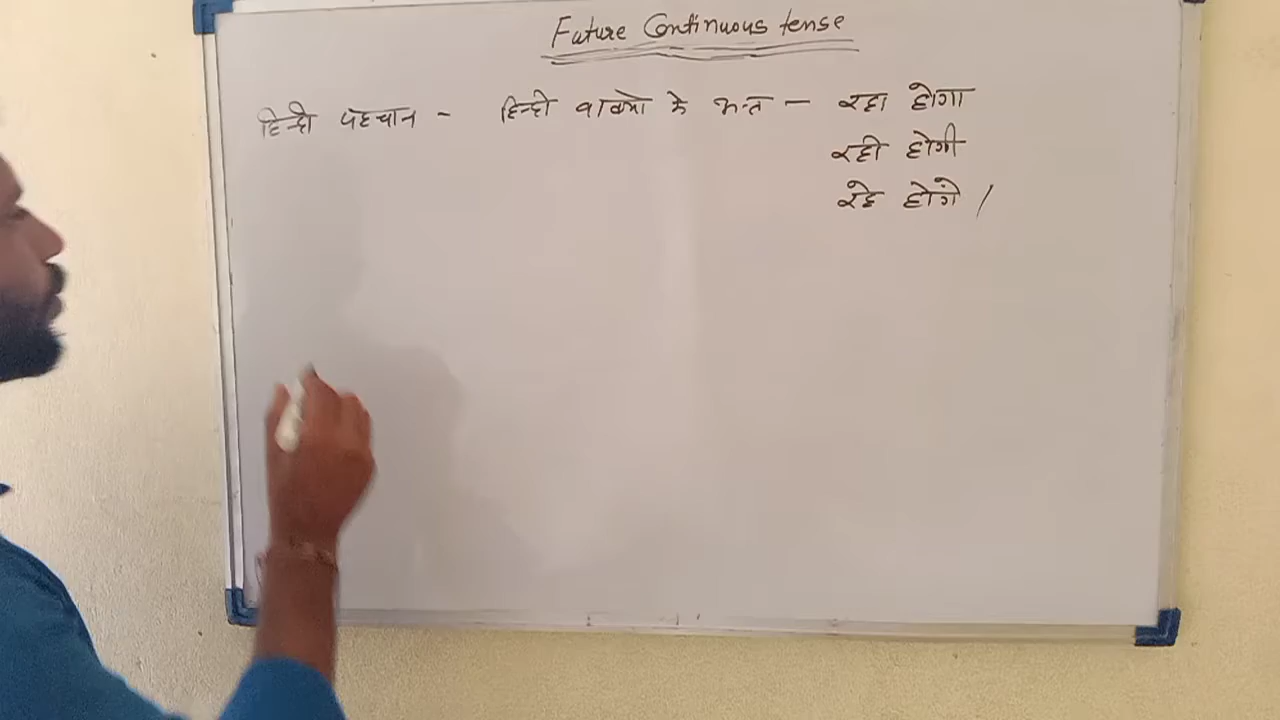 Future Continuous tense
हिन्दी पहचान - हिन्दी वाक्यो के अन्त - रहा होगा
रही होगी
रहे होंगे /